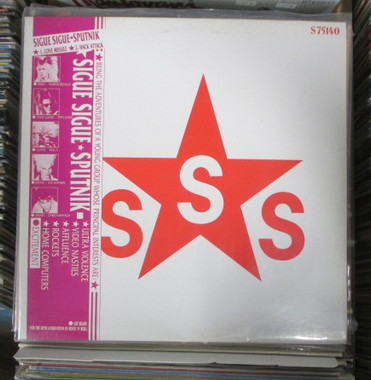 S75140
SIGUE SIGUE★SPUTNIK
★ 1. LOVE MISSILE ★ 2. HACK ATTACK
★SIGUE SIGUE★SPUTNIK■
★ BEING THE ADVENTURES OF A YOUNG GROUP WHOSE PRINCIPAL INTERESTS ARE ★
★ULTRA VIOLENCE
★VIDEO NASTIES
★AFFLUENCE
★ROCKETS
★HOME COMPUTERS
●EXCITEMENT
S
S
S